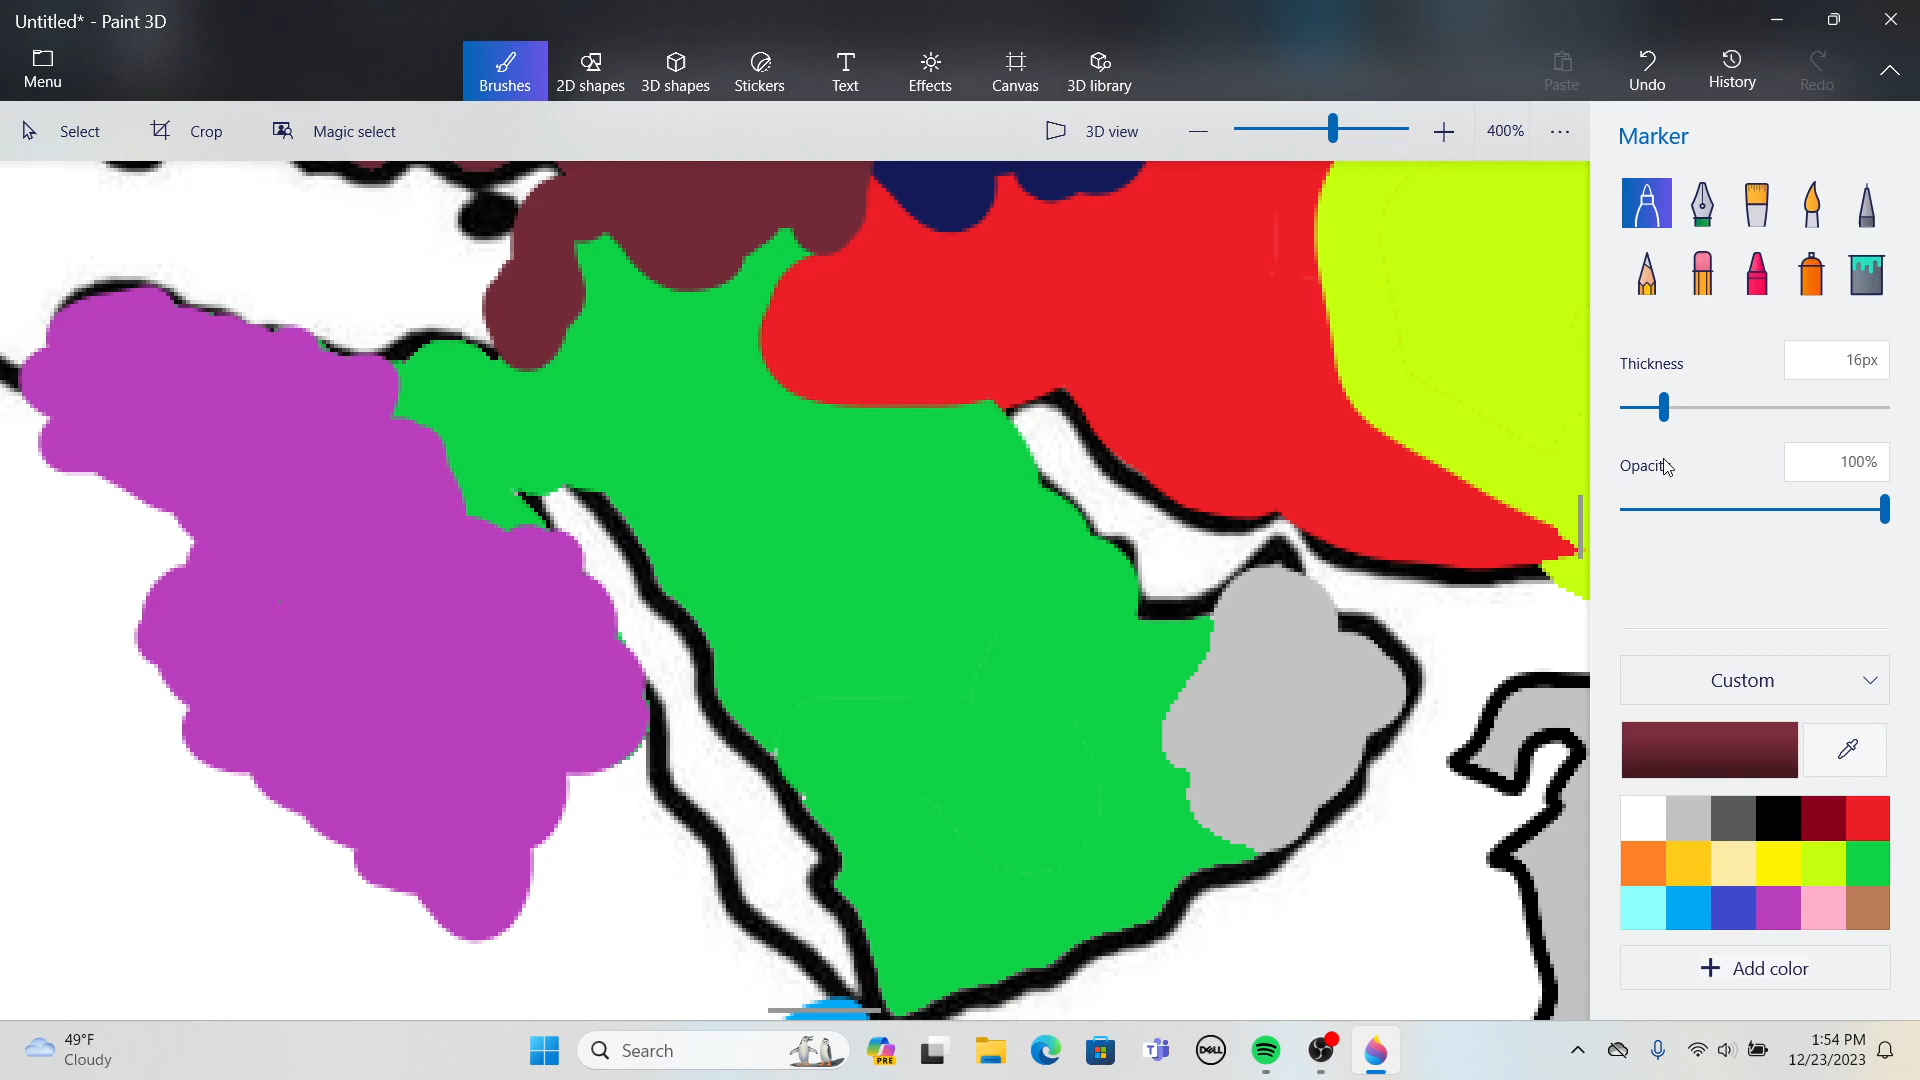 Untitled* - Paint 3D
Menu
Brushes
2D shapes
3D shapes
Stickers
Text
Effects
Canvas
3D library
Paste
Undo
History
Redo
Select
Crop
Magic select
3D view
400%
Marker
Thickness
16px
Opacity
100%
Custom
Add color
49°F
Cloudy
Search
PRE
DELL
1:54 PM
12/23/2023